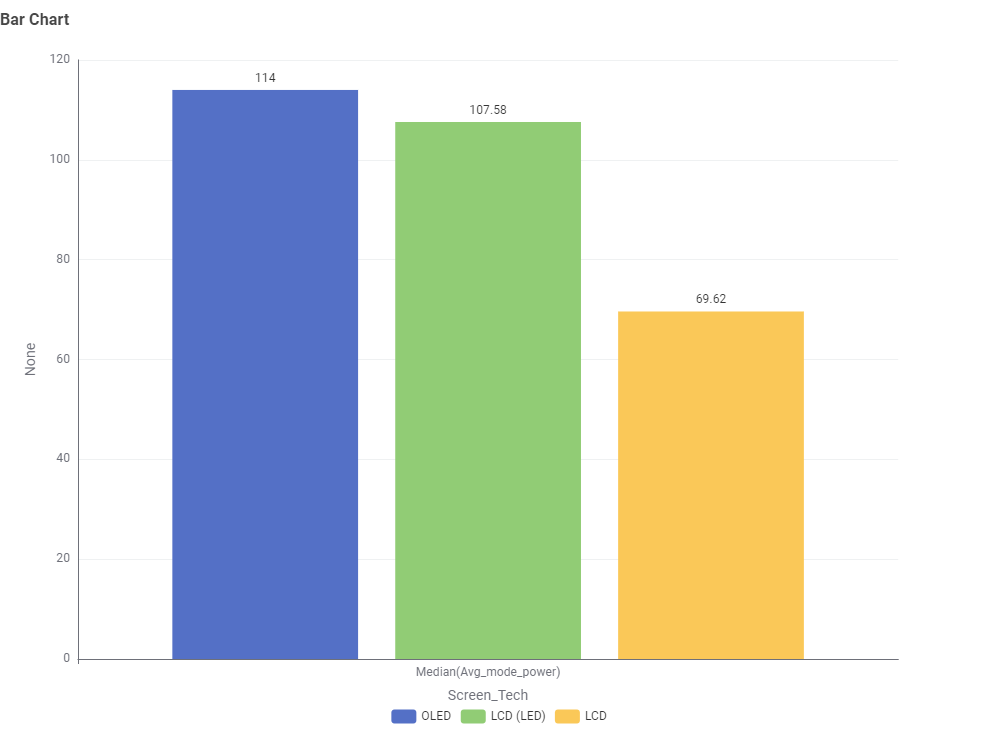 Bar Chart
120
114
107.58
100
80
69.62
None
60
40
20
0
Median(Avg_mode_power)
Screen_Tech
OLED LCD (LED) LCD